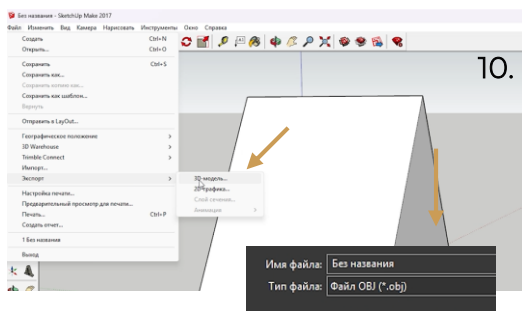 Без названия - SketchUp Make 2017
Файл Изменить Вид Камера Нарисовать Инструменты Окно Справка
Создать Ctrl+N
Открыть... Ctrl+O
Сохранить Ctrl+S
Сохранить как...
Сохранить копию как...
Сохранить как шаблон...
Вернуть
Отправить в LayOut...
Географическое положение
3D Warehouse
Trimble Connect
Импорт...
Экспорт
3D-модель...
2D-графика...
Слой сечения...
Анимация
Настройка печати...
Предварительный просмотр для печати...
Печать... Ctrl+P
Создать отчет...
1 Без названия
Выход
10.
Имя файла: Без названия
Тип файла: Файл OBJ (*.obj)